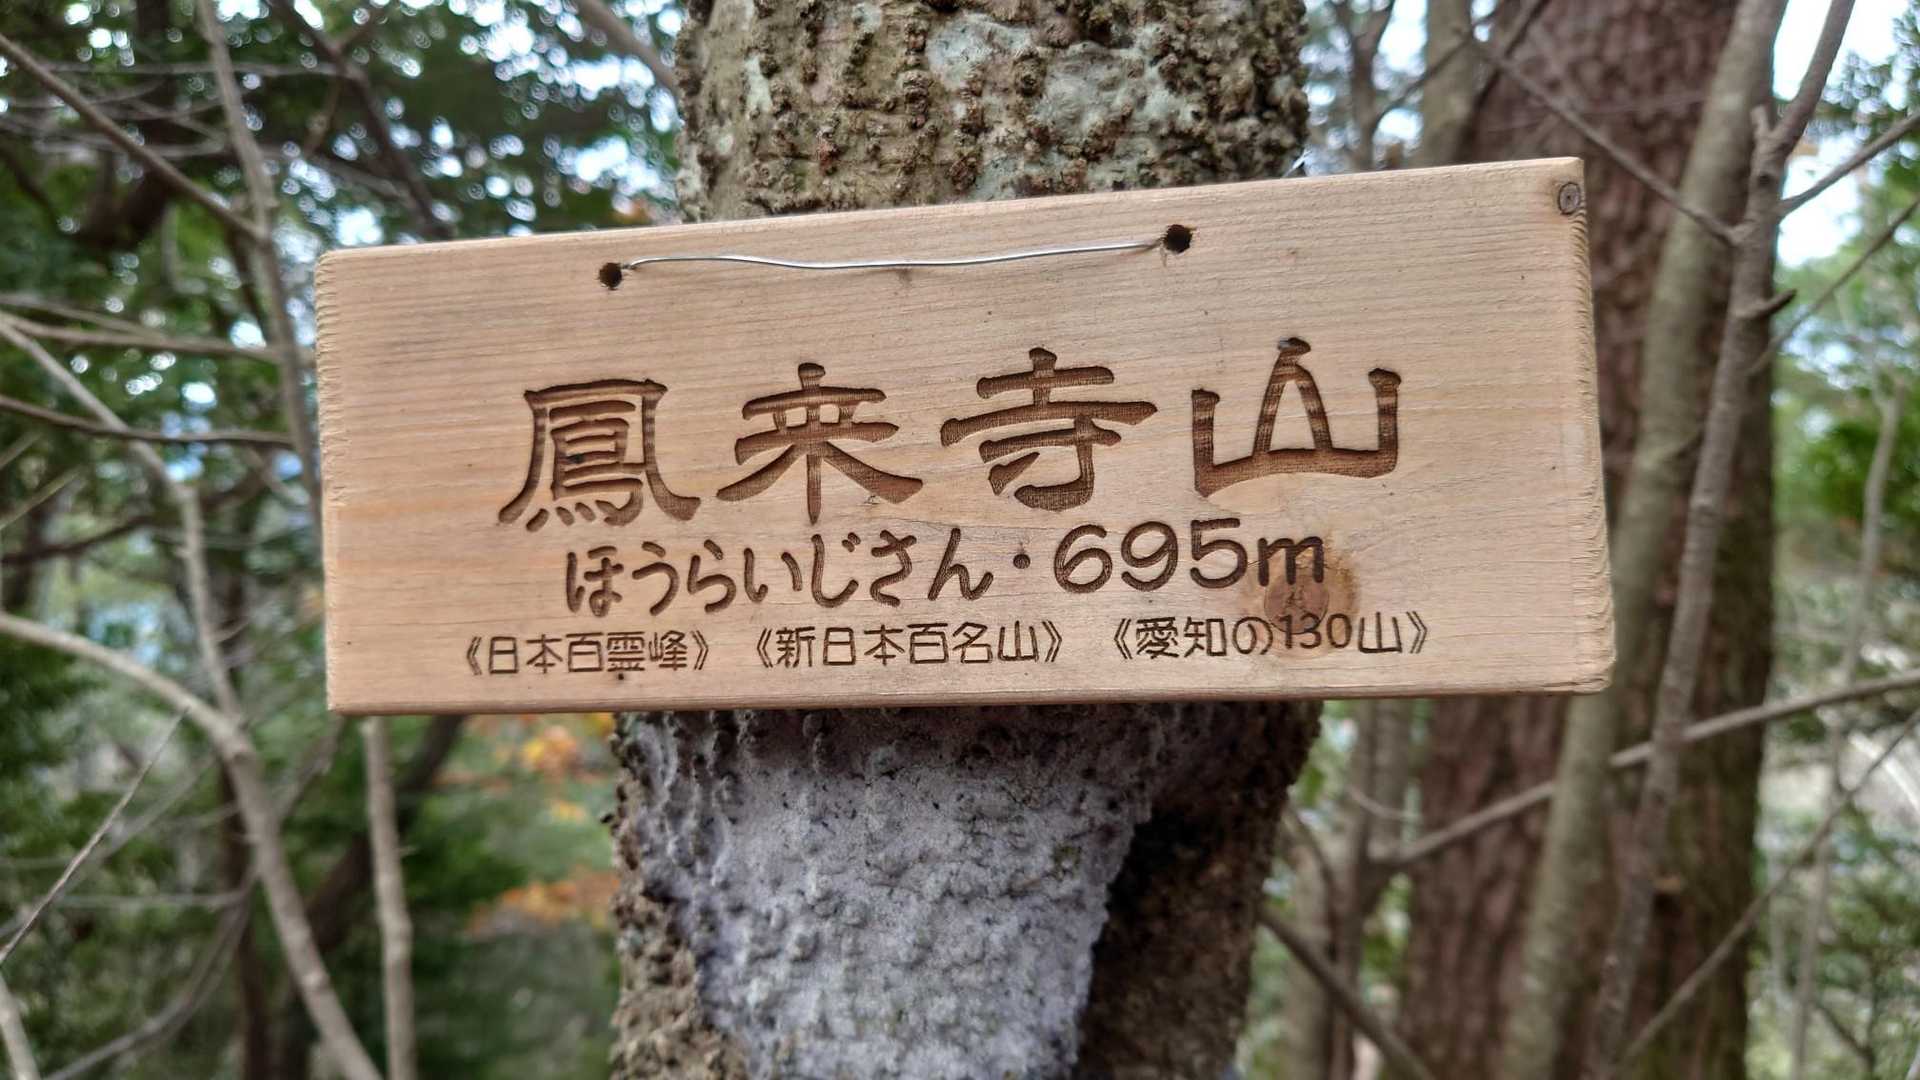 鳳来寺山
ほうらいじさん・695m
《日本百霊峰》 《新日本百名山》 《愛知の130山》